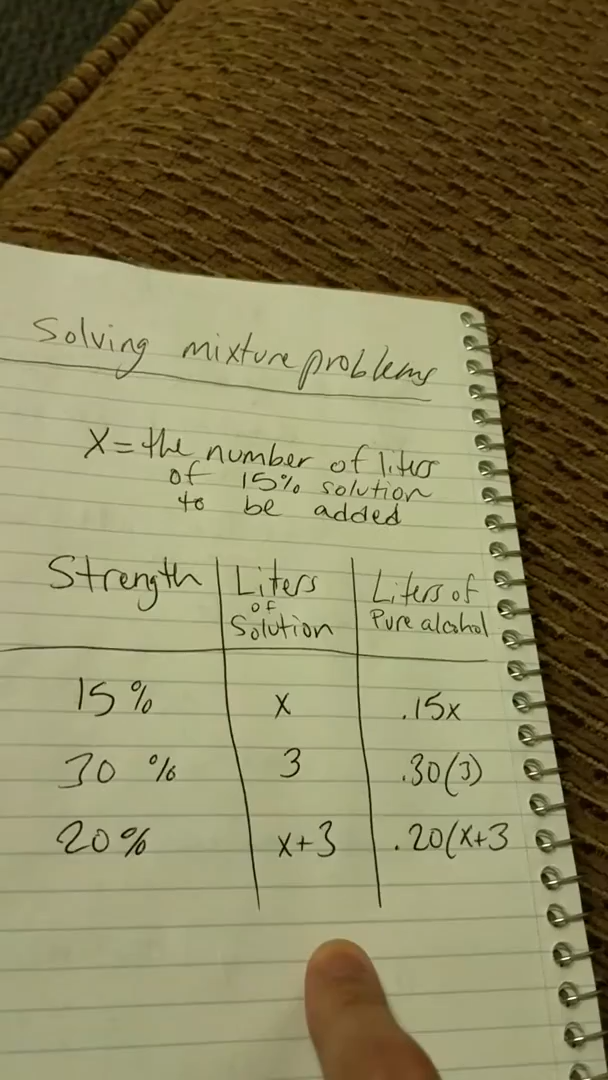 Solving mixture problems
X = the number of liters
of 15% solution
to be added
Strength Liters of Solution Liters of Pure alcohol
15% x .15x
30% 3 .30(3)
20% x+3 .20(x+3